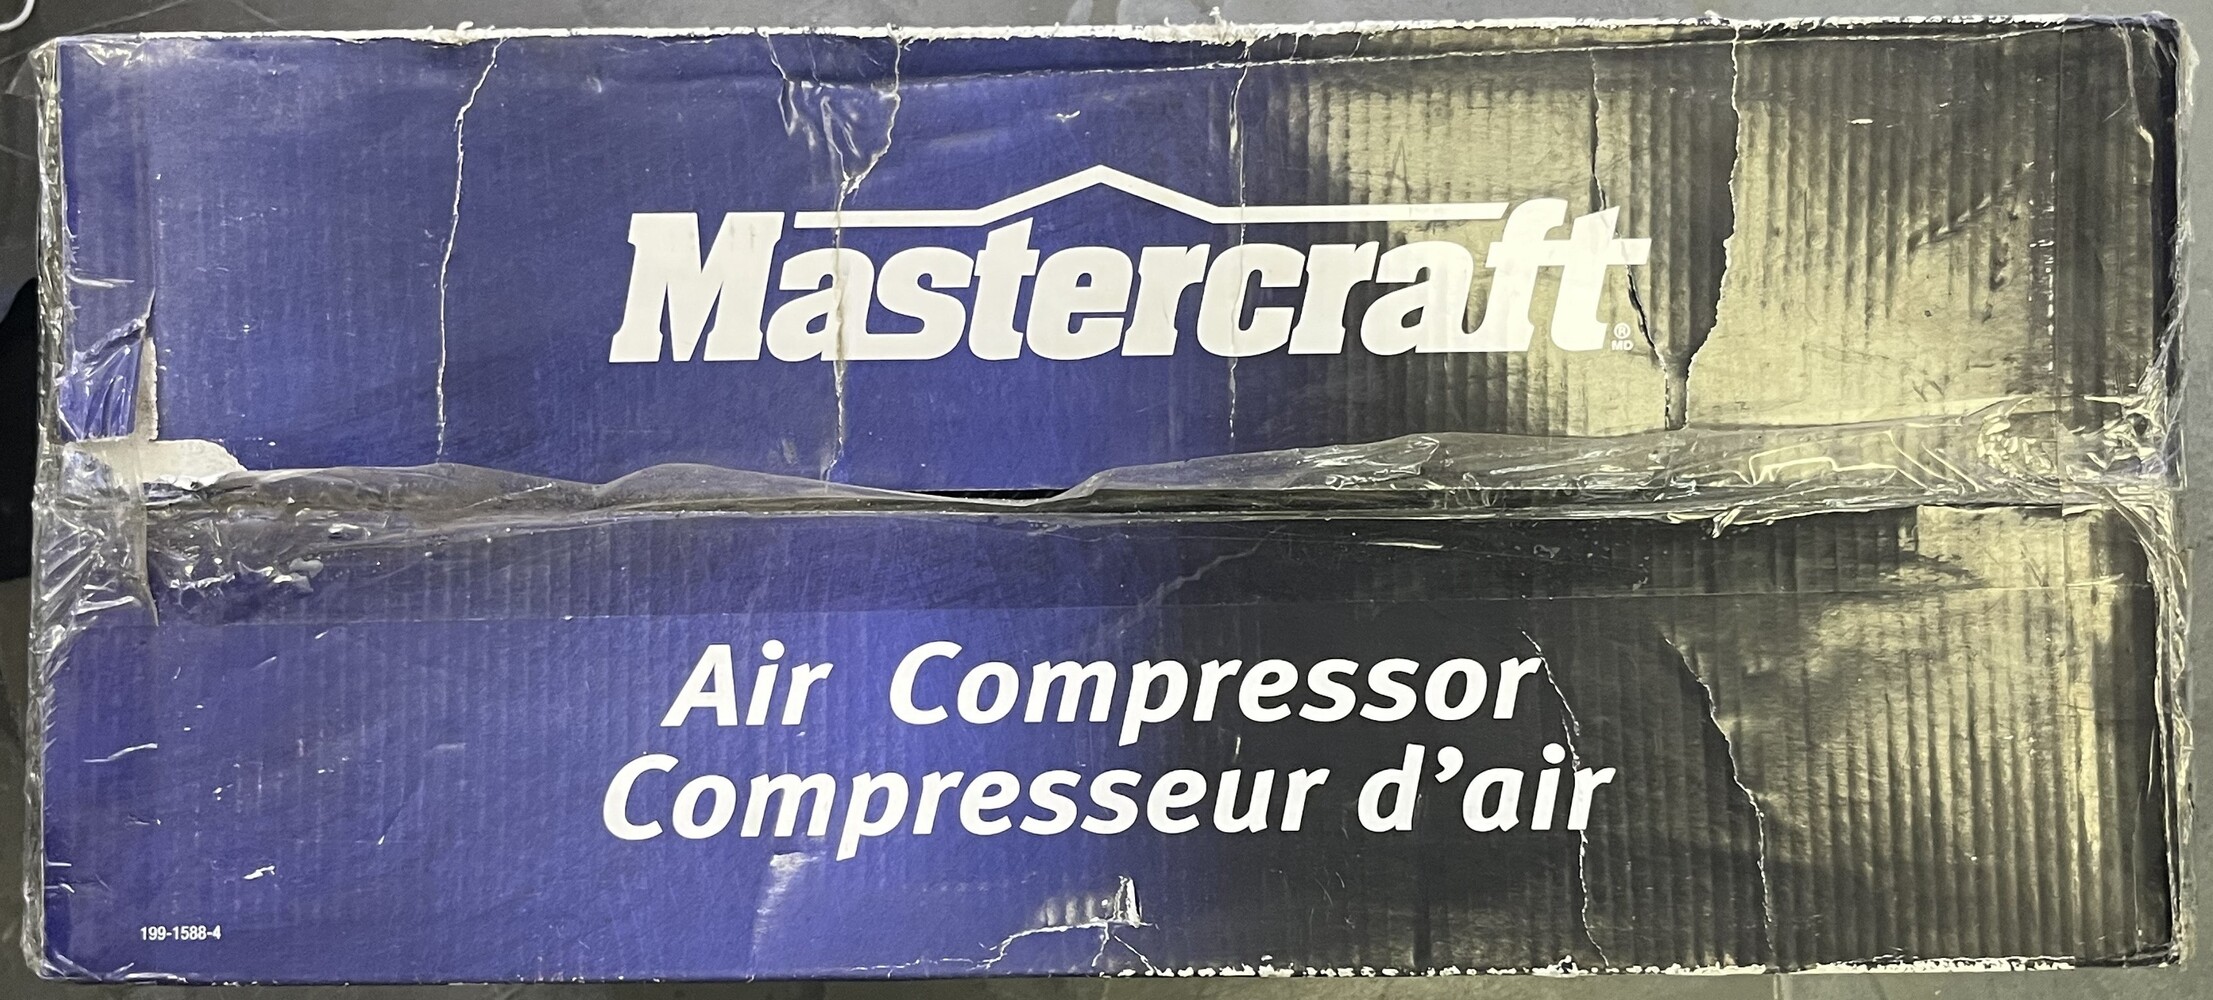 Mastercraft
®
MD
Air Compressor
Compresseur d’air
199-1588-4